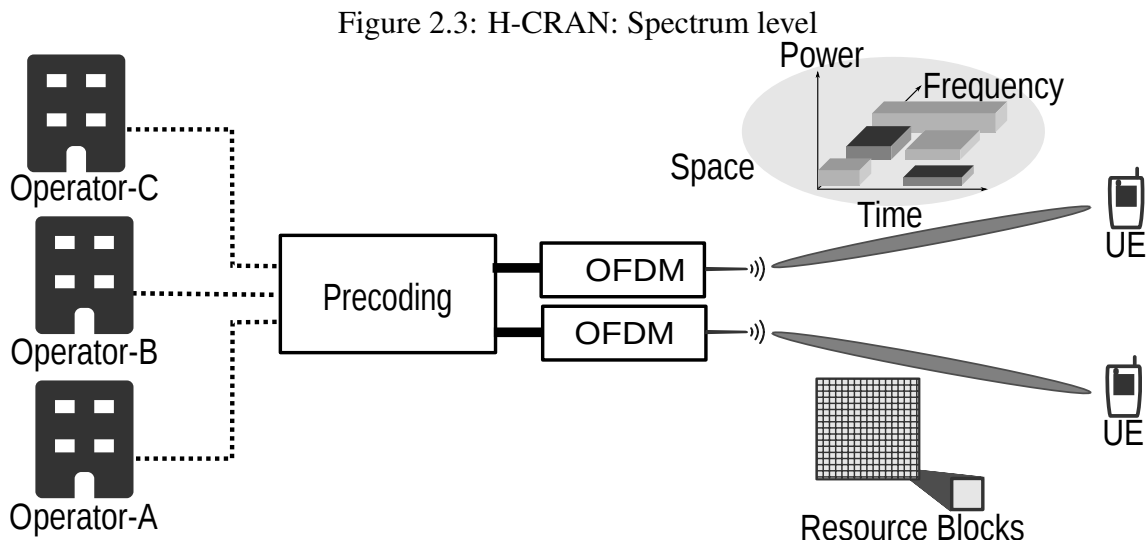 Figure 2.3: H-CRAN: Spectrum level
Power
Frequency
Space
Time
Operator-C
Operator-B
Operator-A
Precoding
OFDM
OFDM
UE
UE
Resource Blocks